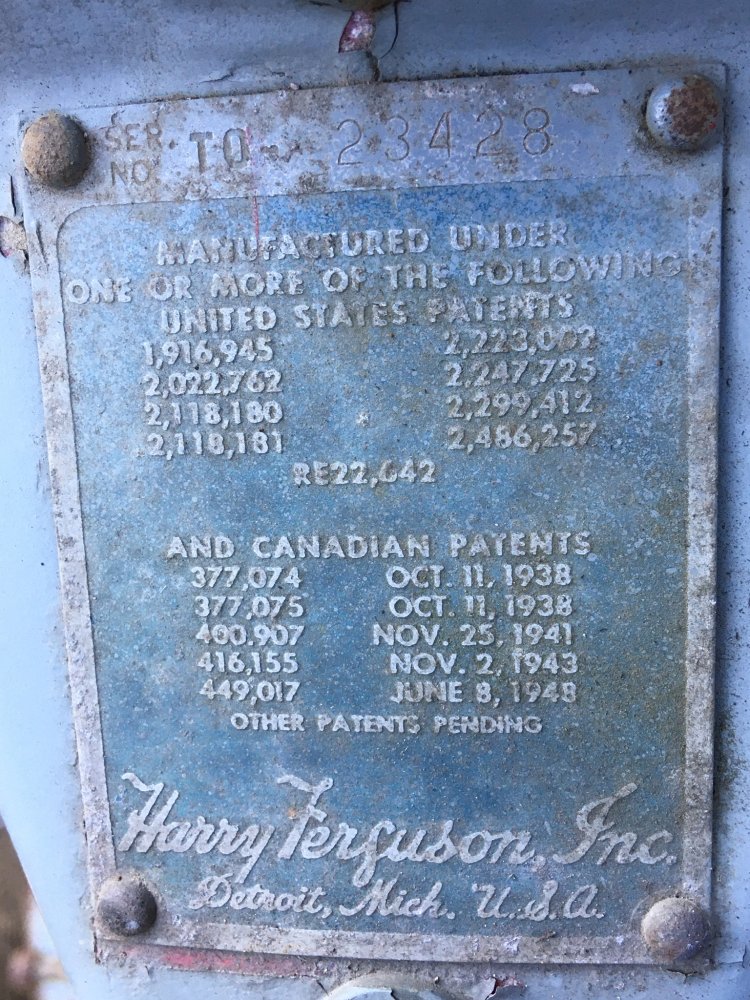 SER. NO. TO- 23428
MANUFACTURED UNDER
ONE OR MORE OF THE FOLLOWING
UNITED STATES PATENTS
1,916,945 2,223,002
2,022,762 2,247,725
2,118,180 2,299,412
2,118,181 2,486,257
RE22,642
AND CANADIAN PATENTS
377,074 OCT. 11, 1938
377,075 OCT. 11, 1938
400,907 NOV. 25, 1941
416,155 NOV. 2, 1943
449,017 JUNE 8, 1948
OTHER PATENTS PENDING
Harry Ferguson, Inc.
Detroit, Mich. U.S.A.